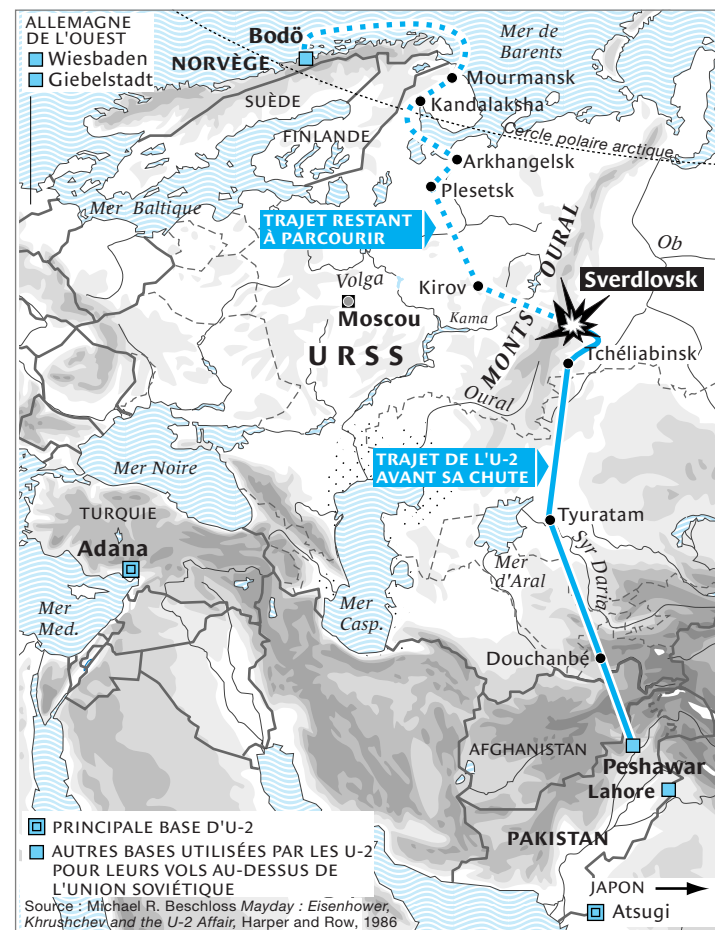 ALLEMAGNE
DE L'OUEST
Wiesbaden
Giebelstadt
Bodö
NORVÈGE
Mer de
Barents
Mourmansk
SUÈDE
Kandalaksha
FINLANDE
Cercle polaire arctique
Arkhangelsk
Plesetsk
Mer Baltique
TRAJET RESTANT
À PARCOURIR
MONTS OURAL
Ob
Sverdlovsk
Volga
Kirov
Moscou
Kama
URSS
Tchéliabinsk
Oural
Mer Noire
TRAJET DE L'U-2
AVANT SA CHUTE
TURQUIE
Tyuratam
Adana
Mer
d'Aral
Syr Daria
Mer
Med.
Mer
Casp.
Douchanbé
AFGHANISTAN
Peshawar
Lahore
PAKISTAN
PRINCIPALE BASE D'U-2
AUTRES BASES UTILISÉES PAR LES U-2
POUR LEURS VOLS AU-DESSUS DE
L'UNION SOVIÉTIQUE
JAPON
Atsugi
Source : Michael R. Beschloss Mayday : Eisenhower,
Khrushchev and the U-2 Affair, Harper and Row, 1986